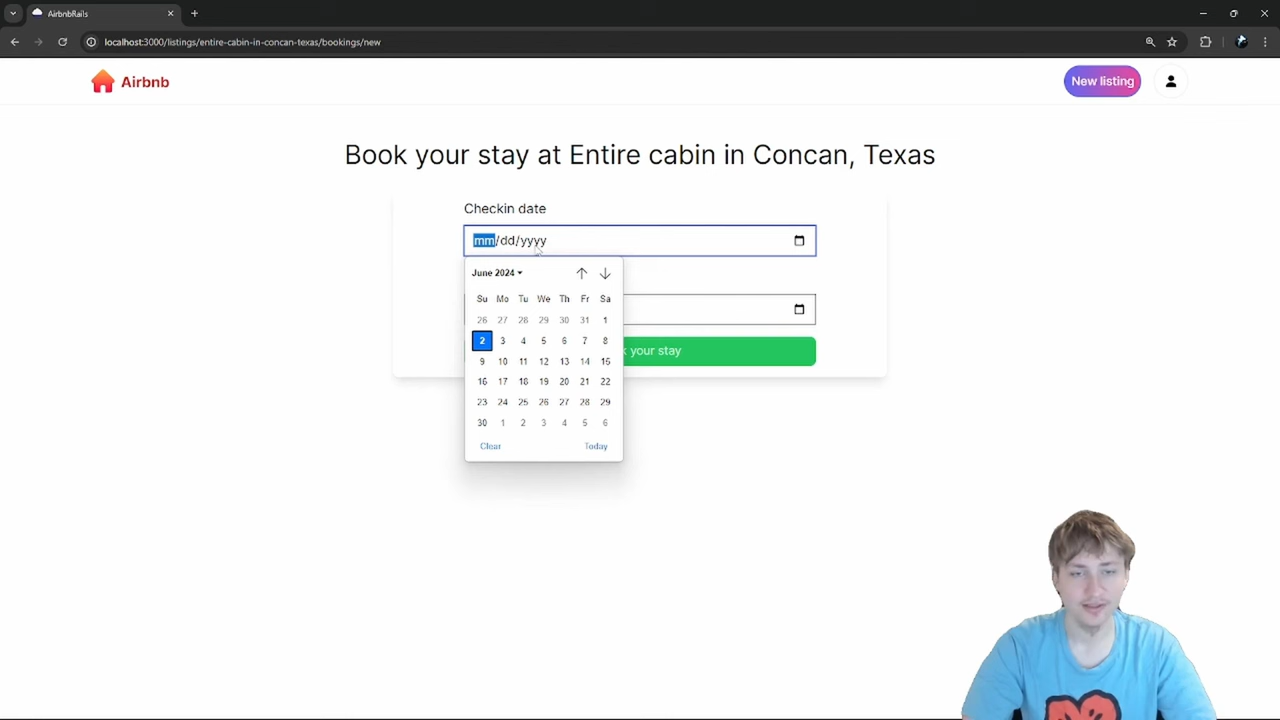 AirbnbRails
localhost:3000/listings/entire-cabin-in-concan-texas/bookings/new
Airbnb
New listing
Book your stay at Entire cabin in Concan, Texas
Checkin date
mm/dd/yyyy
June 2024
Su Mo Tu We Th Fr Sa
26 27 28 29 30 31 1
2 3 4 5 6 7 8
9 10 11 12 13 14 15
16 17 18 19 20 21 22
23 24 25 26 27 28 29
30 1 2 3 4 5 6
Clear Today
k your stay